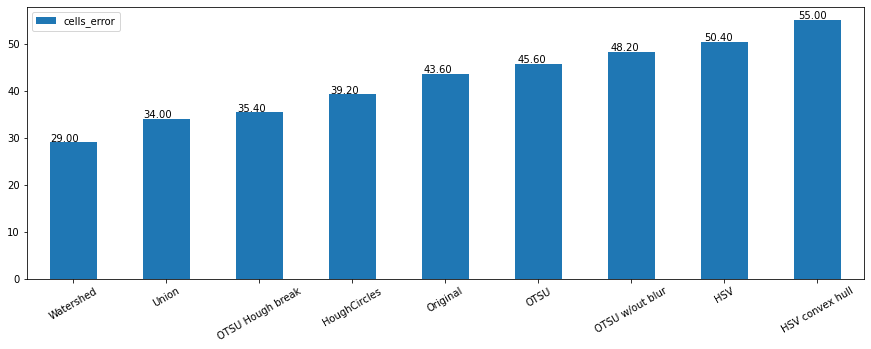 cells_error
55.00
50.40
48.20
45.60
43.60
39.20
35.40
34.00
29.00
50
40
30
20
10
0
Watershed
Union
OTSU Hough break
HoughCircles
Original
OTSU
OTSU w/out blur
HSV
HSV convex hull